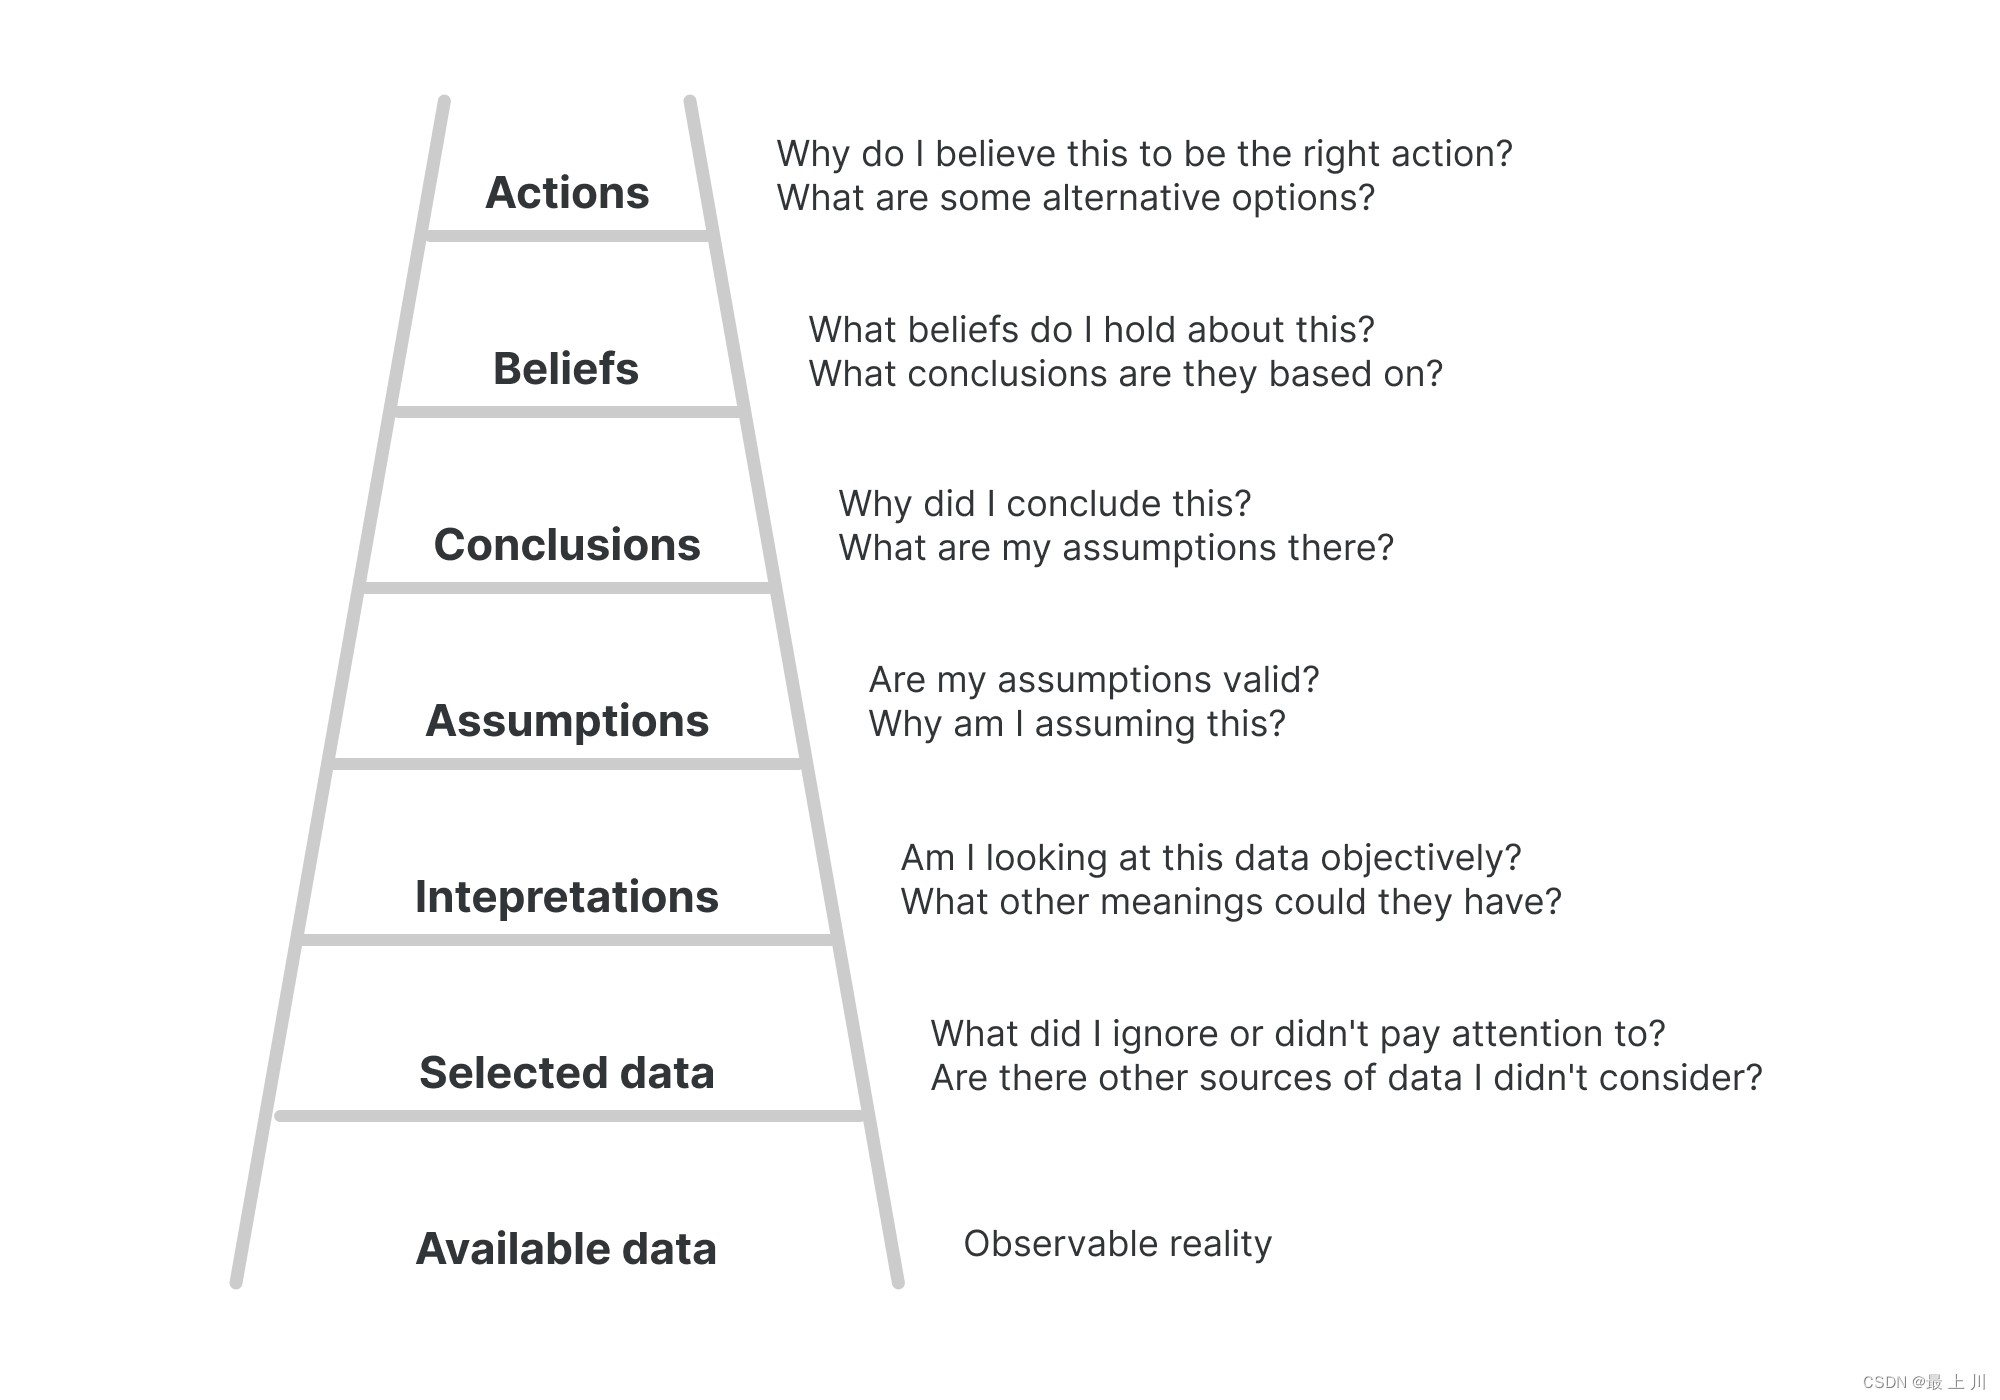 Actions
Why do I believe this to be the right action?
What are some alternative options?
Beliefs
What beliefs do I hold about this?
What conclusions are they based on?
Conclusions
Why did I conclude this?
What are my assumptions there?
Assumptions
Are my assumptions valid?
Why am I assuming this?
Intepretations
Am I looking at this data objectively?
What other meanings could they have?
Selected data
What did I ignore or didn't pay attention to?
Are there other sources of data I didn't consider?
Available data
Observable reality
CSDN @最 上 川